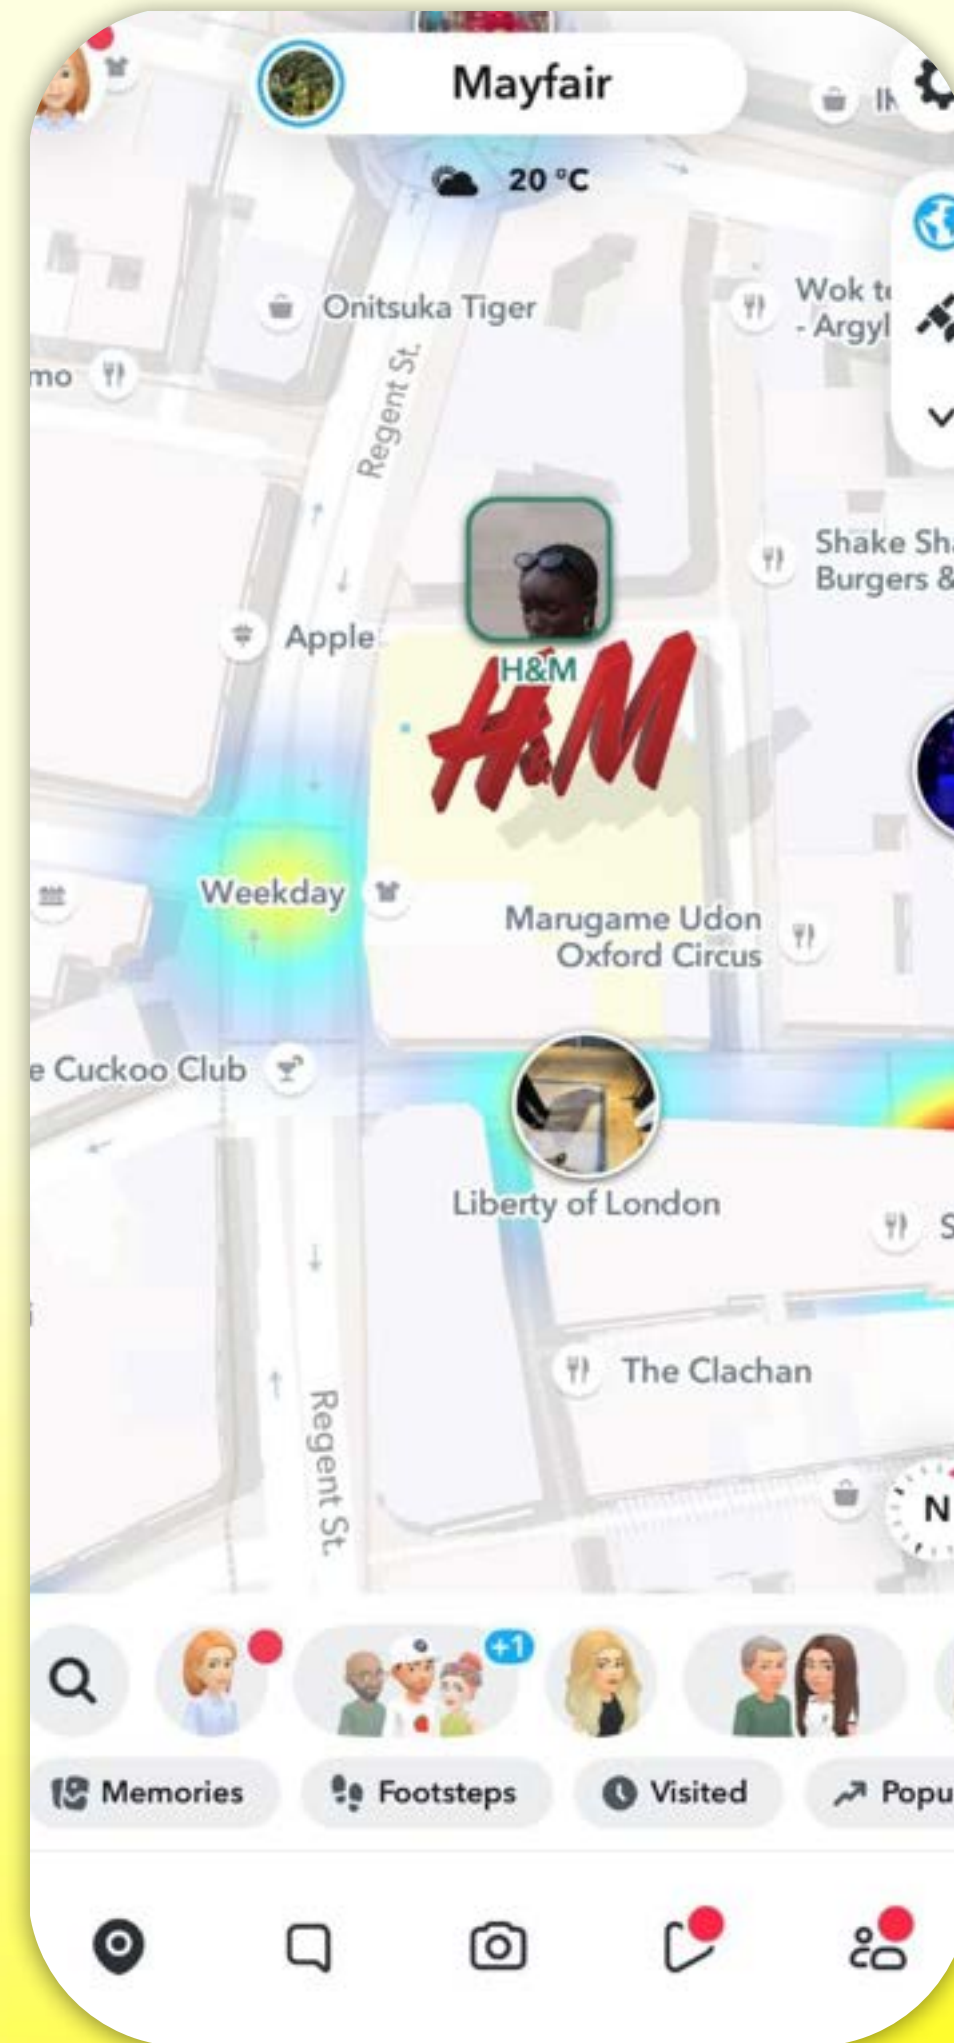 Mayfair
20 °C
Onitsuka Tiger
Wok
- Argyl
mo
Regent St.
Shake Sha
Burgers &
Apple
H&M
H&M
Weekday
Marugame Udon
Oxford Circus
e Cuckoo Club
Liberty of London
S
The Clachan
Regent St.
N
+1
Memories
Footsteps
Visited
Popu